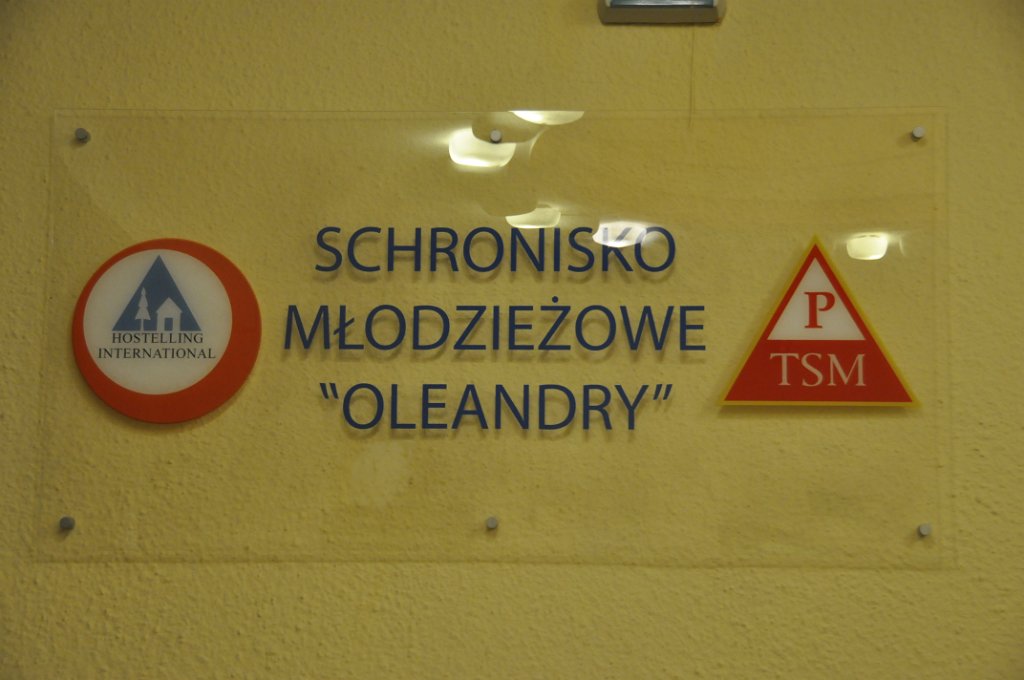 SCHRONISKO
MŁODZIEŻOWE
"OLEANDRY”
HOSTELLING
INTERNATIONAL
P
TSM